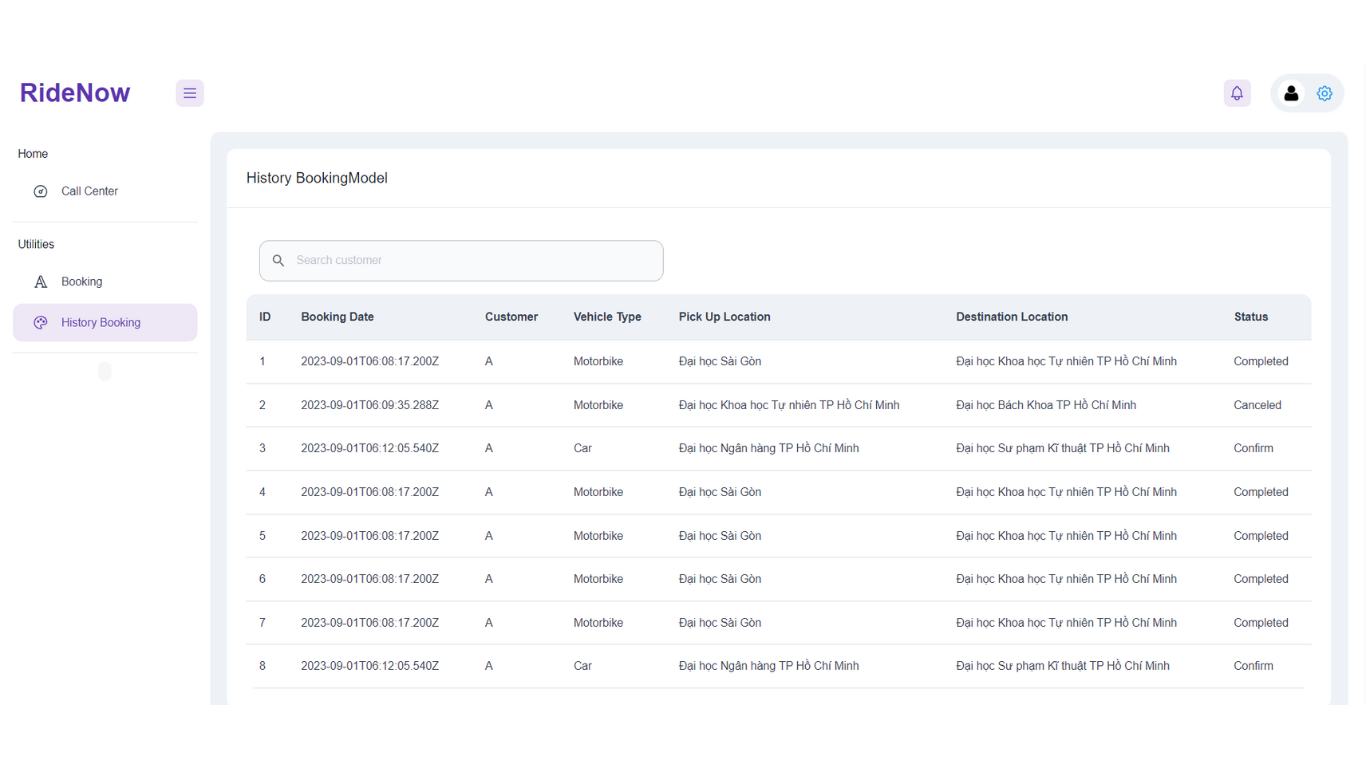 RideNow
Home
Call Center
Utilities
Booking
History Booking
History BookingModel
Search customer
ID Booking Date Customer Vehicle Type Pick Up Location Destination Location Status
1 2023-09-01T06:08:17.200Z A Motorbike Đại học Sài Gòn Đại học Khoa học Tự nhiên TP Hồ Chí Minh Completed
2 2023-09-01T06:09:35.288Z A Motorbike Đại học Khoa học Tự nhiên TP Hồ Chí Minh Đại học Bách Khoa TP Hồ Chí Minh Canceled
3 2023-09-01T06:12:05.540Z A Car Đại học Ngân hàng TP Hồ Chí Minh Đại học Sư phạm Kĩ thuật TP Hồ Chí Minh Confirm
4 2023-09-01T06:08:17.200Z A Motorbike Đại học Sài Gòn Đại học Khoa học Tự nhiên TP Hồ Chí Minh Completed
5 2023-09-01T06:08:17.200Z A Motorbike Đại học Sài Gòn Đại học Khoa học Tự nhiên TP Hồ Chí Minh Completed
6 2023-09-01T06:08:17.200Z A Motorbike Đại học Sài Gòn Đại học Khoa học Tự nhiên TP Hồ Chí Minh Completed
7 2023-09-01T06:08:17.200Z A Motorbike Đại học Sài Gòn Đại học Khoa học Tự nhiên TP Hồ Chí Minh Completed
8 2023-09-01T06:12:05.540Z A Car Đại học Ngân hàng TP Hồ Chí Minh Đại học Sư phạm Kĩ thuật TP Hồ Chí Minh Confirm